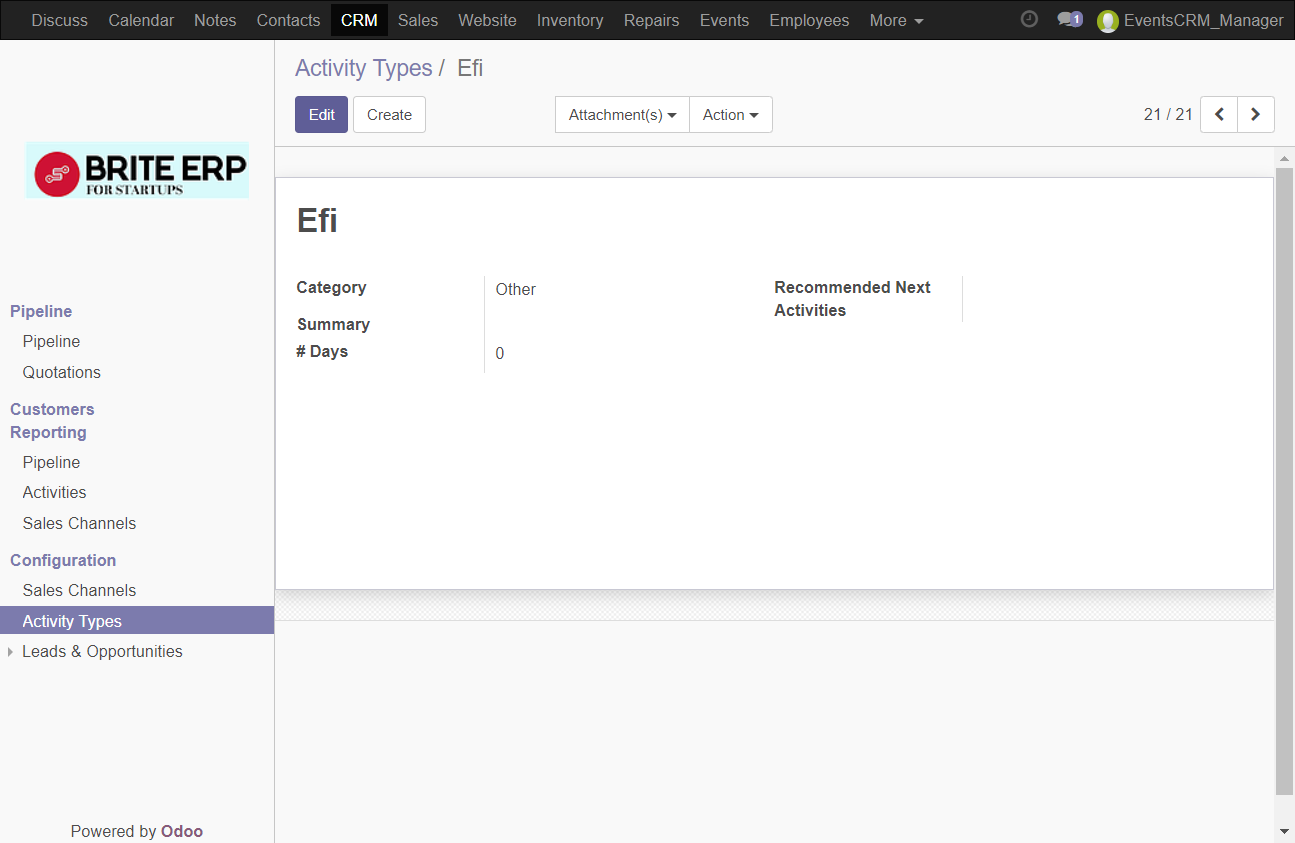 Discuss Calendar Notes Contacts CRM Sales Website Inventory Repairs Events Employees More 1 EventsCRM_Manager
Activity Types / Efi
Edit Create Attachment(s) Action 21 / 21
BRITE ERP
FOR STARTUPS
Efi
Category Other
Recommended Next Activities
Summary
# Days 0
Pipeline
Pipeline
Quotations
Customers
Reporting
Pipeline
Activities
Sales Channels
Configuration
Sales Channels
Activity Types
Leads & Opportunities
Powered by Odoo